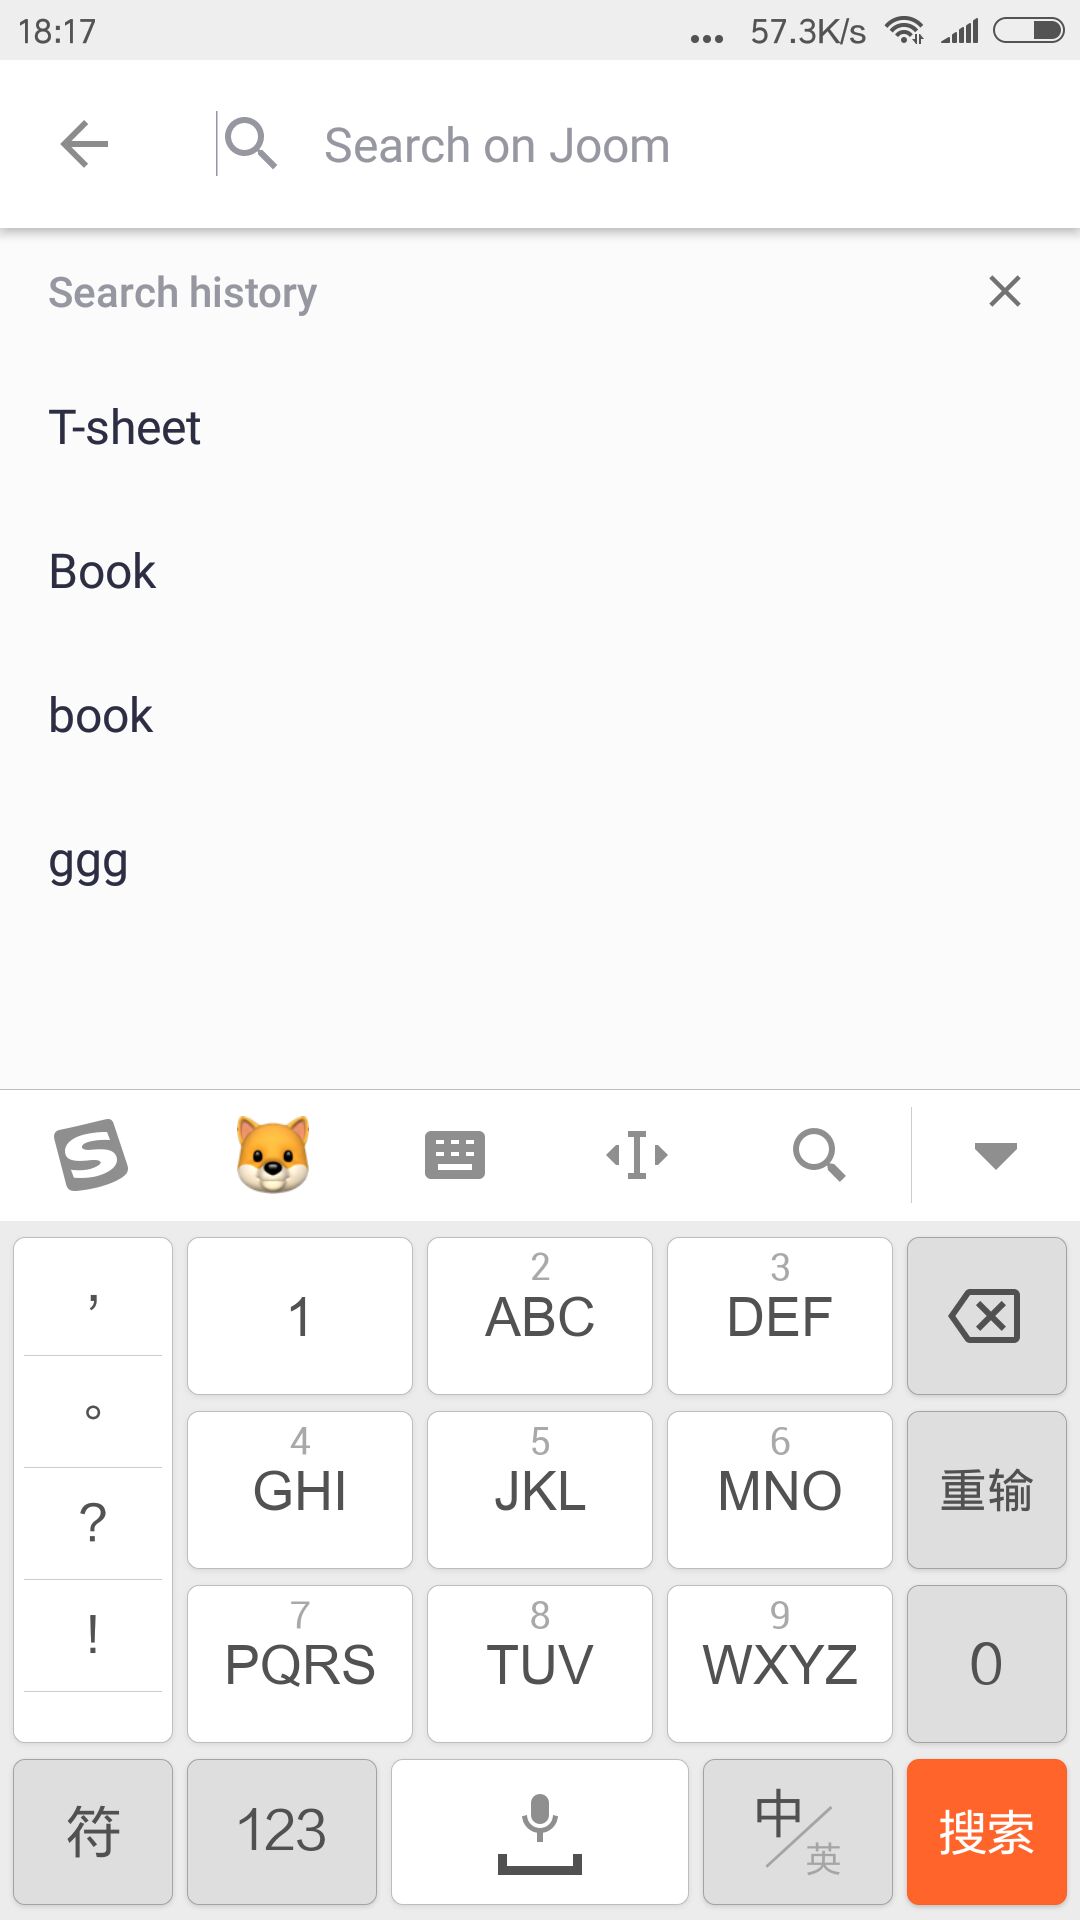 18:17 ... 57.3K/s
Search on Joom
Search history
T-sheet
Book
book
ggg
, 1 2 ABC 3 DEF
。 4 GHI 5 JKL 6 MNO 重输
?
! 7 PQRS 8 TUV 9 WXYZ 0
符 123 中/英 搜索